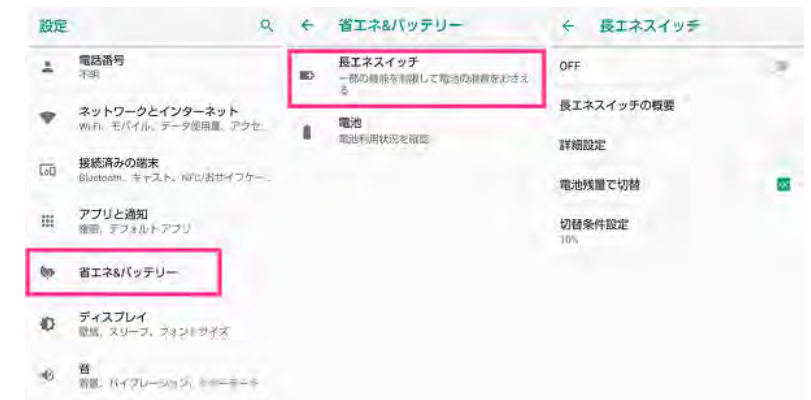 設定
電話番号
不明
ネットワークとインターネット
Wi-Fi、モバイル、データ使用量、アクセ..
接続済みの端末
Bluetooth、キャスト、NFC/おサイフケー..
アプリと通知
権限、デフォルト アプリ
省エネ&バッテリー
ディスプレイ
壁紙、スリープ、フォントサイズ
音
音量、バイブレーション、
省エネ&バッテリー
長エネスイッチ
一部の機能を制限して電池の消費をおさえ
る
電池
電池利用状況を確認
長エネスイッチ
OFF
長エネスイッチの概要
詳細設定
電池残量で切替
切替条件設定
10%